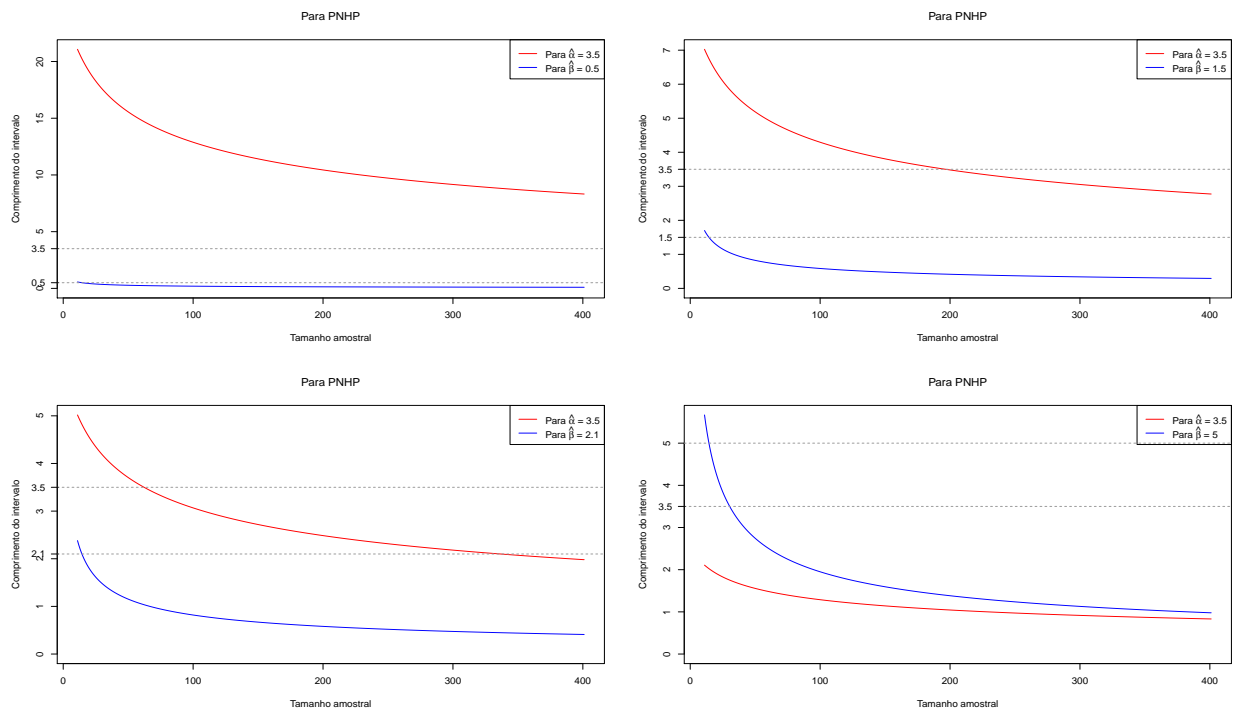 Para PNHP
Comprimento do intervalo
20
15
10
5
3.5
0.5
0
0
100
200
300
400
Tamanho amostral
Para α̂ = 3.5
Para β̂ = 0.5
Para PNHP
Comprimento do intervalo
7
6
5
4
3.5
3
2
1.5
1
0
0
100
200
300
400
Tamanho amostral
Para α̂ = 3.5
Para β̂ = 1.5
Para PNHP
Comprimento do intervalo
5
4
3.5
3
2.1
2
1
0
0
100
200
300
400
Tamanho amostral
Para α̂ = 3.5
Para β̂ = 2.1
Para PNHP
Comprimento do intervalo
5
4
3.5
3
2
1
0
0
100
200
300
400
Tamanho amostral
Para α̂ = 3.5
Para β̂ = 5